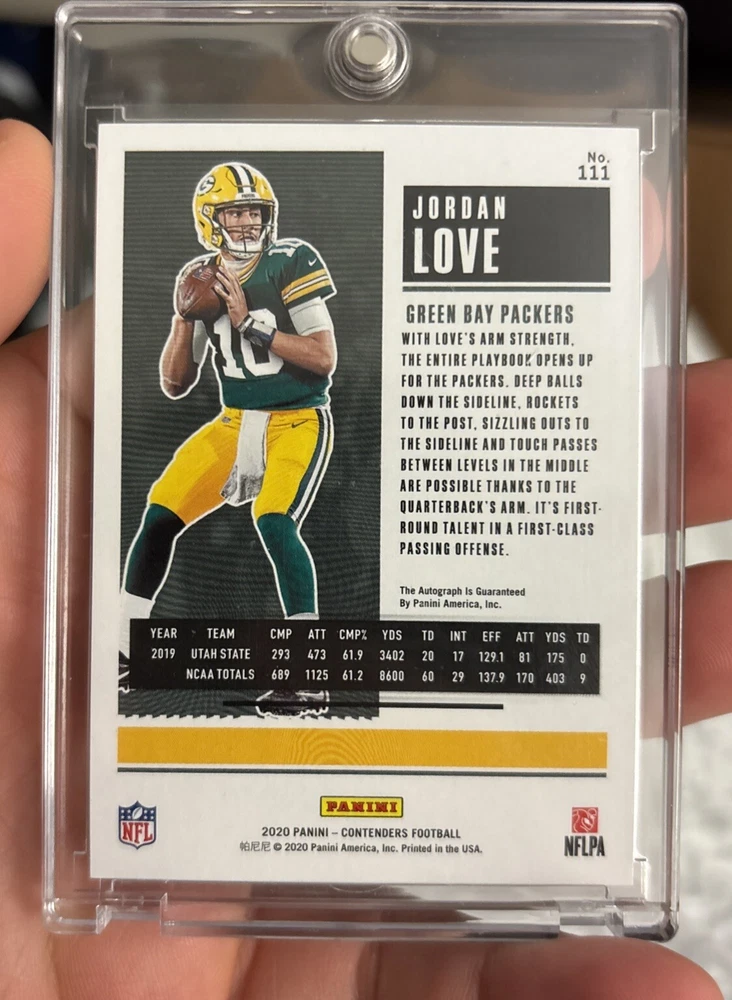 No.
111
JORDAN
LOVE
GREEN BAY PACKERS
WITH LOVE'S ARM STRENGTH,
THE ENTIRE PLAYBOOK OPENS UP
FOR THE PACKERS. DEEP BALLS
DOWN THE SIDELINE, ROCKETS
TO THE POST, SIZZLING OUTS TO
THE SIDELINE AND TOUCH PASSES
BETWEEN LEVELS IN THE MIDDLE
ARE POSSIBLE THANKS TO THE
QUARTERBACK'S ARM. IT'S FIRST-
ROUND TALENT IN A FIRST-CLASS
PASSING OFFENSE.
The Autograph Is Guaranteed
By Panini America, Inc.
10
10
YEAR TEAM CMP ATT CMP% YDS TD INT EFF ATT YDS TD
2019 UTAH STATE 293 473 61.9 3402 20 17 129.1 81 175 0
NCAA TOTALS 689 1125 61.2 8600 60 29 137.9 170 403 9
PANINI
NFL
2020 PANINI – CONTENDERS FOOTBALL
帕尼尼 © 2020 Panini America, Inc. Printed in the USA.
NFLPA